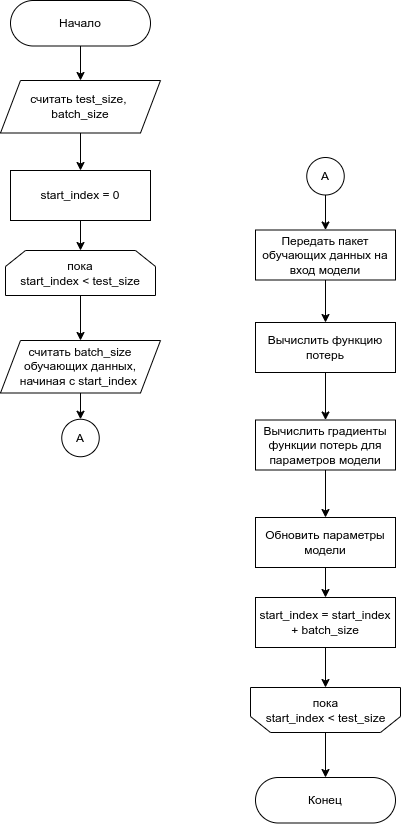 Начало
считать test_size,
batch_size
start_index = 0
пока
start_index < test_size
считать batch_size
обучающих данных,
начиная с start_index
А
А
Передать пакет
обучающих данных на
вход модели
Вычислить функцию
потерь
Вычислить градиенты
функции потерь для
параметров модели
Обновить параметры
модели
start_index = start_index
+ batch_size
пока
start_index < test_size
Конец